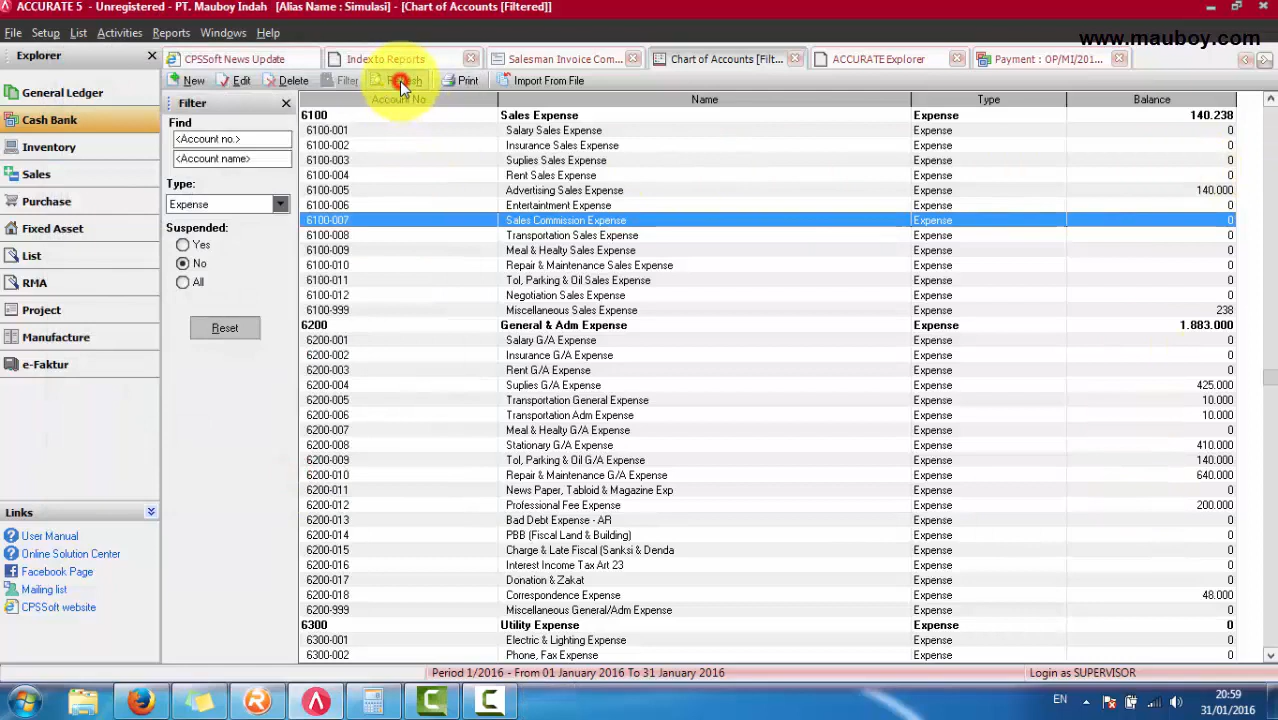 ACCURATE 5 - Unregistered - PT. Mauboy Indah - [Alias Name : Simulasi] - [Chart of Accounts [Filtered]]
File Setup List Activities Reports Windows Help
www.mauboy.com
Explorer
CPSSoft News Update
Index to Reports
Salesman Invoice Com...
Chart of Accounts [Filt...
ACCURATE Explorer
Payment : OP/MI/201...
New Edit Delete Filter Refresh Print Import From File
General Ledger
Cash Bank
Inventory
Sales
Purchase
Fixed Asset
List
RMA
Project
Manufacture
e-Faktur
Links
User Manual
Online Solution Center
Facebook Page
Mailing list
CPSSoft website
Filter
Find
<Account no.>
<Account name>
Type:
Expense
Suspended:
Yes
No
All
Reset
Account No Name Type Balance
6100 Sales Expense Expense 140.238
6100-001 Salary Sales Expense Expense 0
6100-002 Insurance Sales Expense Expense 0
6100-003 Suplies Sales Expense Expense 0
6100-004 Rent Sales Expense Expense 0
6100-005 Advertising Sales Expense Expense 140.000
6100-006 Entertaintment Expense Expense 0
6100-007 Sales Commission Expense Expense 0
6100-008 Transportation Sales Expense Expense 0
6100-009 Meal & Healty Sales Expense Expense 0
6100-010 Repair & Maintenance Sales Expense Expense 0
6100-011 Tol, Parking & Oil Sales Expense Expense 0
6100-012 Negotiation Sales Expense Expense 0
6100-999 Miscellaneous Sales Expense Expense 238
6200 General & Adm Expense Expense 1.883.000
6200-001 Salary G/A Expense Expense 0
6200-002 Insurance G/A Expense Expense 0
6200-003 Rent G/A Expense Expense 0
6200-004 Suplies G/A Expense Expense 425.000
6200-005 Transportation General Expense Expense 10.000
6200-006 Transportation Adm Expense Expense 10.000
6200-007 Meal & Healty G/A Expense Expense 0
6200-008 Stationary G/A Expense Expense 410.000
6200-009 Tol, Parking & Oil G/A Expense Expense 140.000
6200-010 Repair & Maintenance G/A Expense Expense 640.000
6200-011 News Paper, Tabloid & Magazine Exp Expense 0
6200-012 Professional Fee Expense Expense 200.000
6200-013 Bad Debt Expense - AR Expense 0
6200-014 PBB (Fiscal Land & Building) Expense 0
6200-015 Charge & Late Fiscal (Sanksi & Denda Expense 0
6200-016 Interest Income Tax Art 23 Expense 0
6200-017 Donation & Zakat Expense 0
6200-018 Correspondence Expense Expense 48.000
6200-999 Miscellaneous General/Adm Expense Expense 0
6300 Utility Expense Expense 0
6300-001 Electric & Lighting Expense Expense 0
6300-002 Phone, Fax Expense Expense 0
Period 1/2016 - From 01 January 2016 To 31 January 2016
Login as SUPERVISOR
EN
20:59
31/01/2016